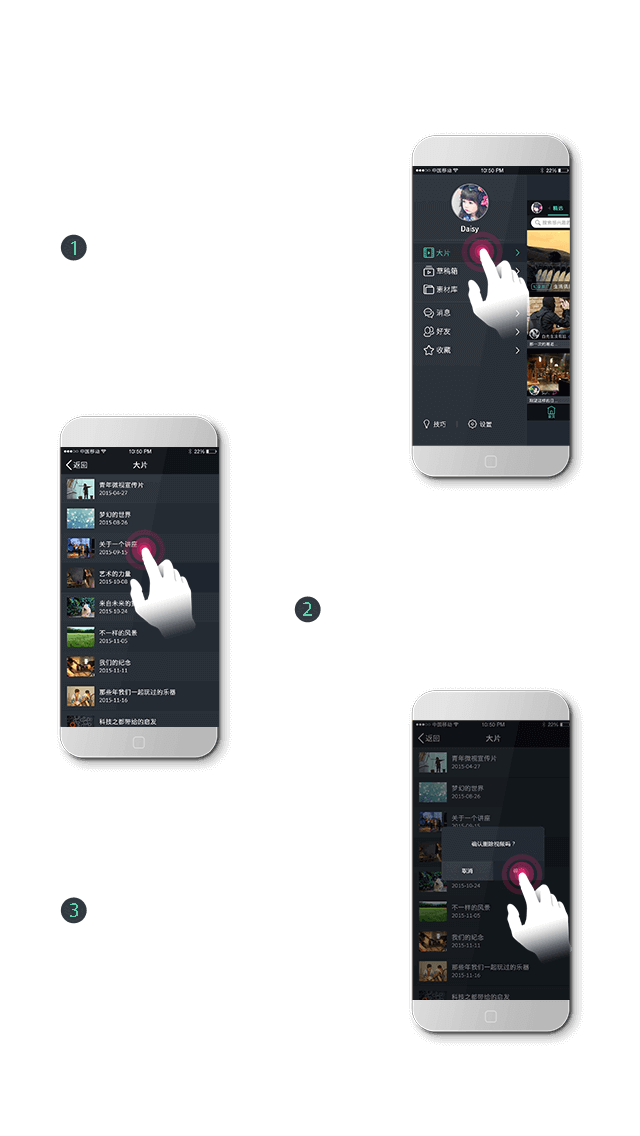 1
中国移动 10:50 PM 22%
Daisy
大片
草稿箱
素材库
消息
好友
收藏
技巧 设置
精选
中国移动 10:50 PM 22%
返回 大片
青年微视宣传片
2015-04-27
梦幻的世界
2015-08-26
关于一个讲座
2015-09-15
艺术的力量
2015-10-08
来自未来的
2015-10-24
不一样的风景
2015-11-05
我们的纪念
2015-11-11
那些年我们一起玩过的乐器
2015-11-16
科技之都带给的启发
2
中国移动 10:50 PM 22%
返回 大片
青年微视宣传片
2015-04-27
梦幻的世界
2015-08-26
关于一个讲座
2015-09-15
确认删除视频吗？
取消
2015-10-24
不一样的风景
2015-11-05
我们的纪念
2015-11-11
那些年我们一起玩过的乐器
2015-11-16
科技之都带给的启发
3